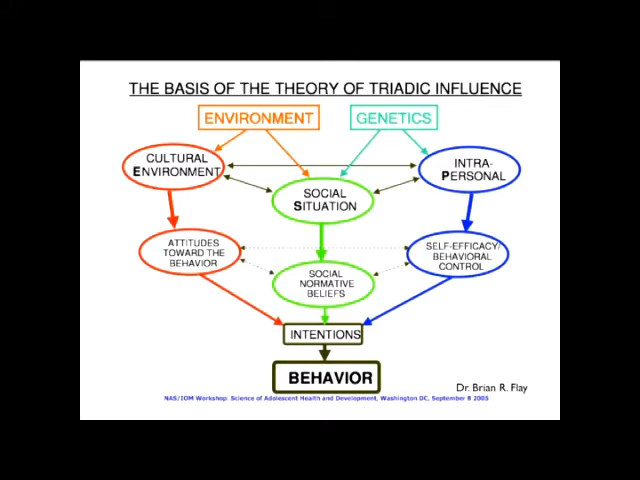 THE BASIS OF THE THEORY OF TRIADIC INFLUENCE
ENVIRONMENT
GENETICS
CULTURAL
ENVIRONMENT
INTRA-
PERSONAL
SOCIAL
SITUATION
ATTITUDES
TOWARD THE
BEHAVIOR
SELF-EFFICACY/
BEHAVIORAL
CONTROL
SOCIAL
NORMATIVE
BELIEFS
INTENTIONS
BEHAVIOR
Dr. Brian R. Flay
NAS/IOM Workshop: Science of Adolescent Health and Development, Washington DC, September 8 2005